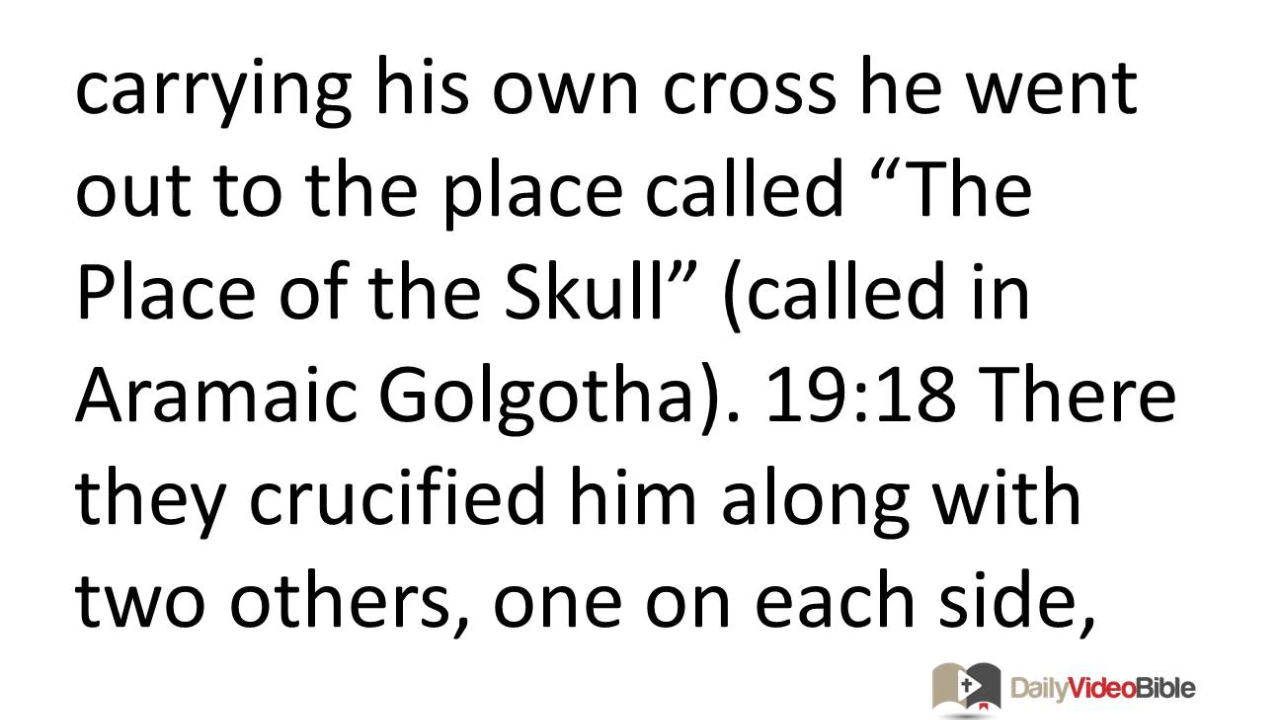 carrying his own cross he went
out to the place called “The
Place of the Skull” (called in
Aramaic Golgotha). 19:18 There
they crucified him along with
two others, one on each side,
DailyVideoBible